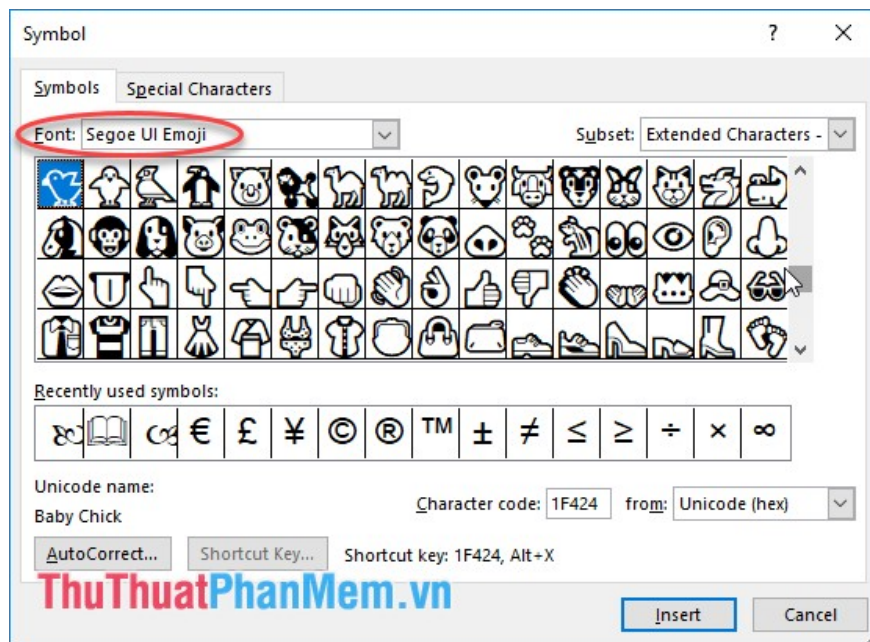 Symbol
Symbols Special Characters
Font: Segoe UI Emoji Subset: Extended Characters -
Recently used symbols:
€ £ ¥ © ® ™ ± ≠ ≤ ≥ ÷ × ∞
Unicode name:
Baby Chick
Character code: 1F424 from: Unicode (hex)
AutoCorrect... Shortcut Key... Shortcut key: 1F424, Alt+X
ThuThuatPhanMem.vn
Insert Cancel